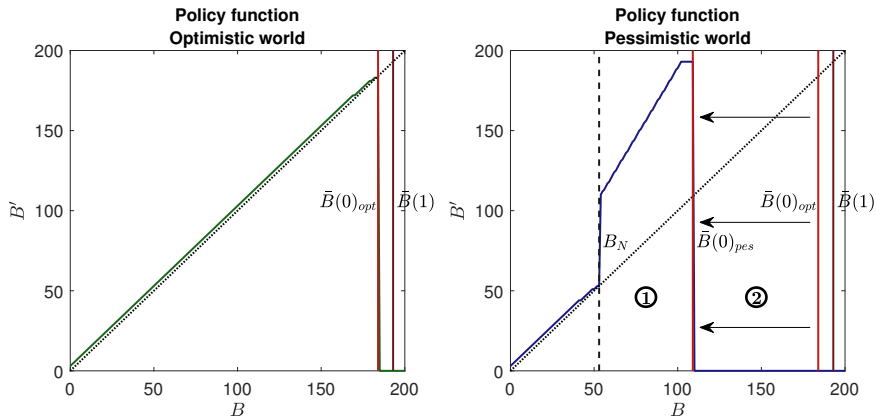 Policy function
Optimistic world
200
150
100
50
0
0 50 100 150 200
B′
B
B̄(0)opt
B̄(1)
Policy function
Pessimistic world
200
150
100
50
0
0 50 100 150 200
B′
B
B_N
B̄(0)pes
B̄(0)opt
B̄(1)
①
②